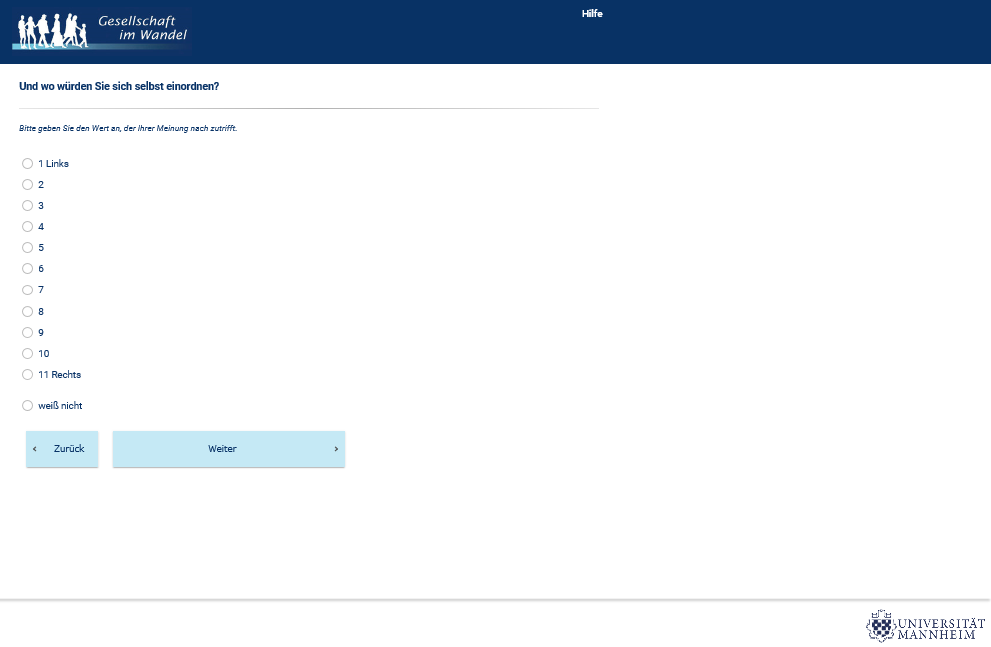 Gesellschaft
im Wandel
Hilfe
Und wo würden Sie sich selbst einordnen?
Bitte geben Sie den Wert an, der Ihrer Meinung nach zutrifft.
1 Links
2
3
4
5
6
7
8
9
10
11 Rechts
weiß nicht
‹ Zurück
Weiter ›
UNIVERSITÄT
MANNHEIM